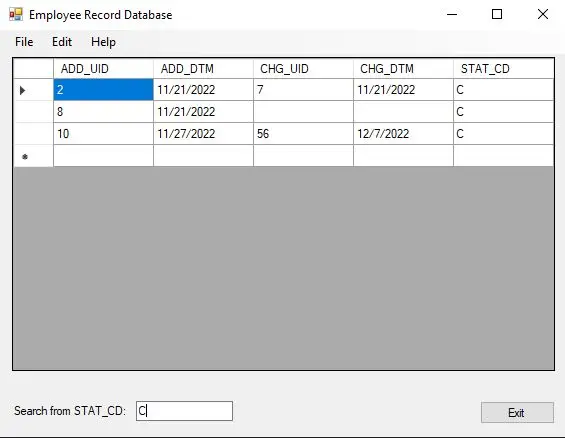 Employee Record Database
File Edit Help
ADD_UID ADD_DTM CHG_UID CHG_DTM STAT_CD
2 11/21/2022 7 11/21/2022 C
8 11/21/2022 C
10 11/27/2022 56 12/7/2022 C
Search from STAT_CD: C Exit